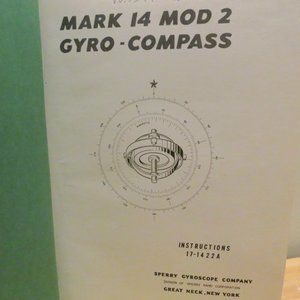 MARK 14 MOD 2
GYRO-COMPASS
INSTRUCTIONS
17-1422A
SPERRY GYROSCOPE COMPANY
DIVISION OF SPERRY RAND CORPORATION
GREAT NECK, NEW YORK